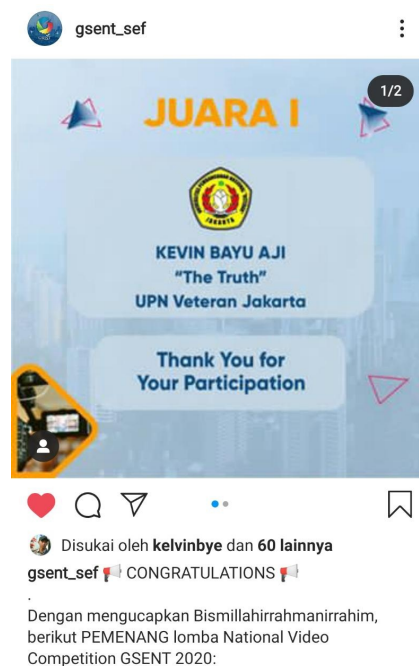 gsent_sef
1/2
JUARA I
JAKARTA
KEVIN BAYU AJI
"The Truth"
UPN Veteran Jakarta
Thank You for
Your Participation
Disukai oleh kelvinbye dan 60 lainnya
gsent_sef 📢 CONGRATULATIONS 📢
.
Dengan mengucapkan Bismillahirrahmanirrahim,
berikut PEMENANG lomba National Video
Competition GSENT 2020: